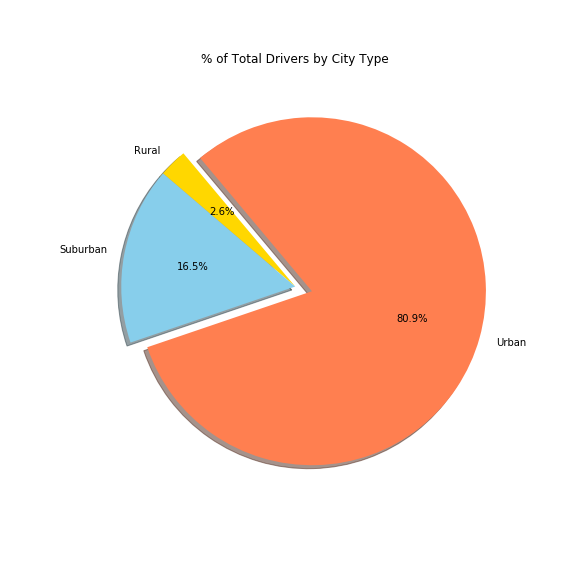 % of Total Drivers by City Type
Rural
2.6%
Suburban
16.5%
80.9%
Urban